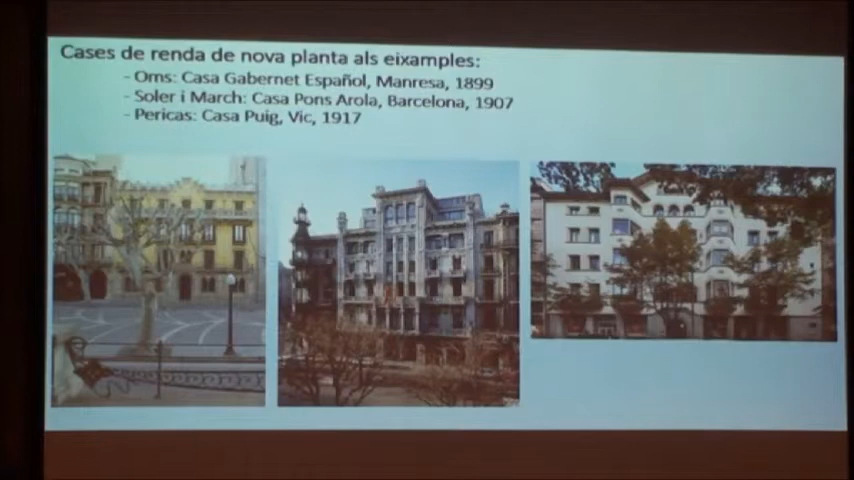 Cases de renda de nova planta als eixamples:
- Oms: Casa Gabernet Español, Manresa, 1899
- Soler i March: Casa Pons Arola, Barcelona, 1907
- Pericas: Casa Puig, Vic, 1917